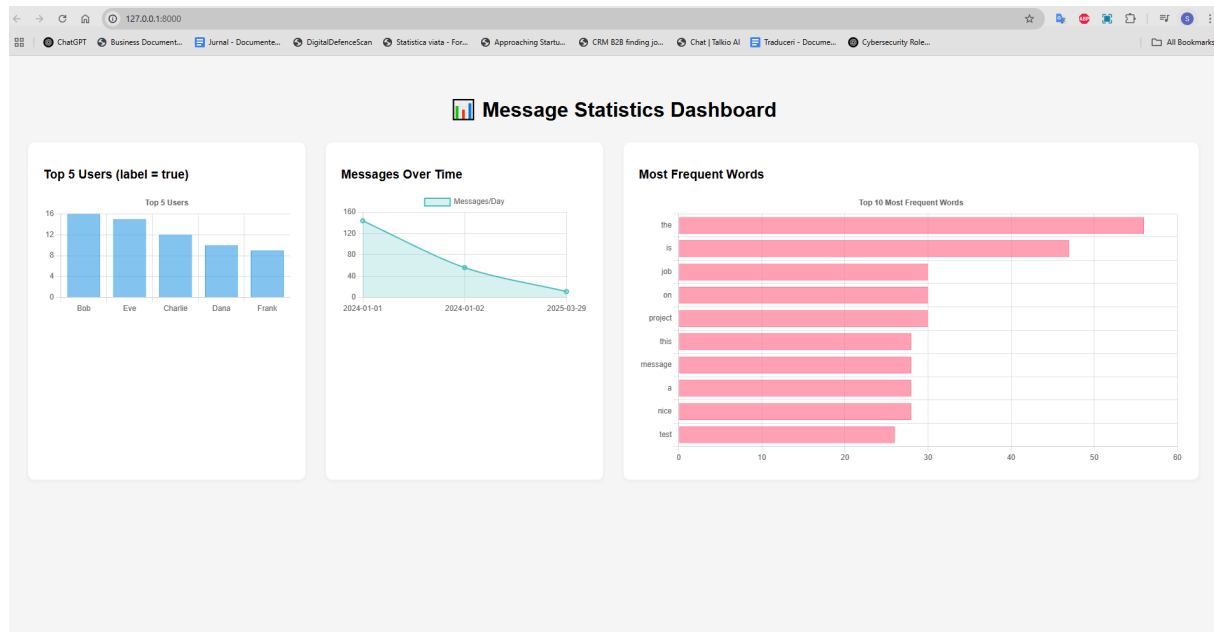 127.0.0.1:8000
ChatGPT Business Document... Jurnal - Documente... DigitalDefenceScan Statistica viata - For... Approaching Startu... CRM B2B finding jo... Chat | Talkio AI Traduceri - Docume... Cybersecurity Role... All Bookmarks
Message Statistics Dashboard
Top 5 Users (label = true)
Top 5 Users
16
12
8
4
0
Bob Eve Charlie Dana Frank
Messages Over Time
Messages/Day
160
120
80
40
0
2024-01-01 2024-01-02 2025-03-29
Most Frequent Words
Top 10 Most Frequent Words
the
is
job
on
project
this
message
a
nice
test
0 10 20 30 40 50 60
ABP
S